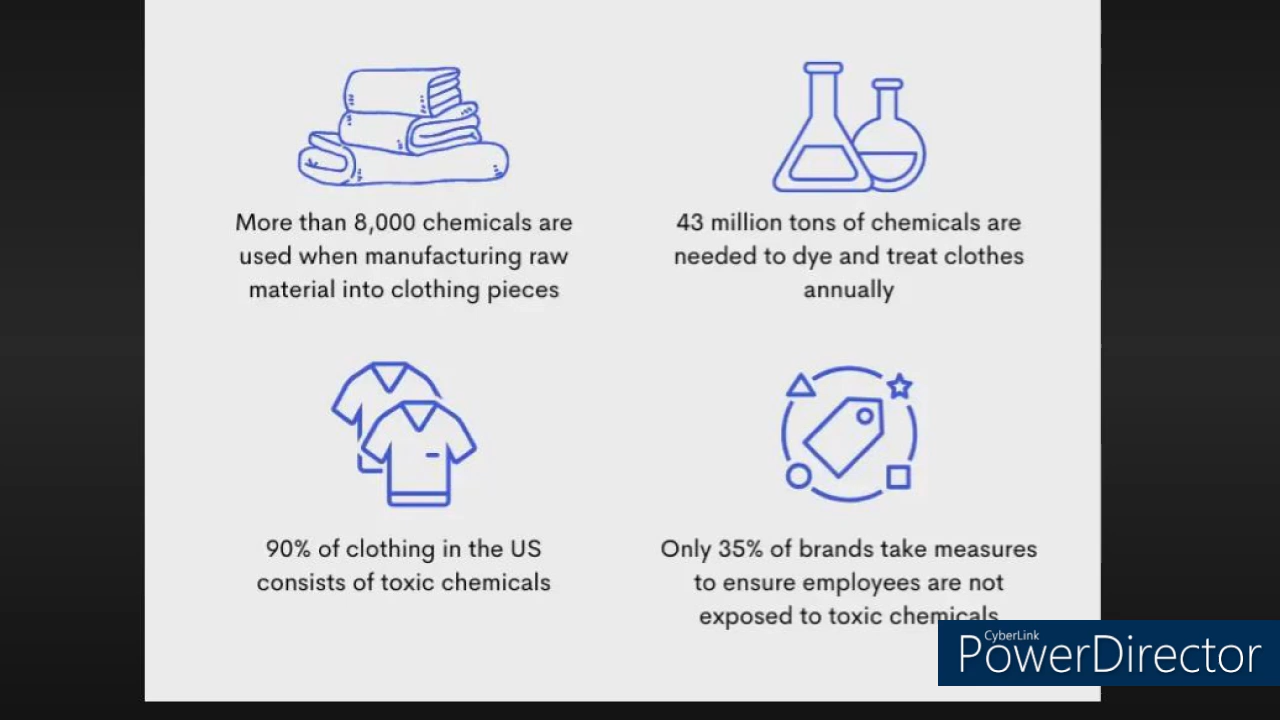 More than 8,000 chemicals are
used when manufacturing raw
material into clothing pieces
43 million tons of chemicals are
needed to dye and treat clothes
annually
90% of clothing in the US
consists of toxic chemicals
Only 35% of brands take measures
to ensure employees are not
exposed to toxic chemicals
CyberLink
PowerDirector